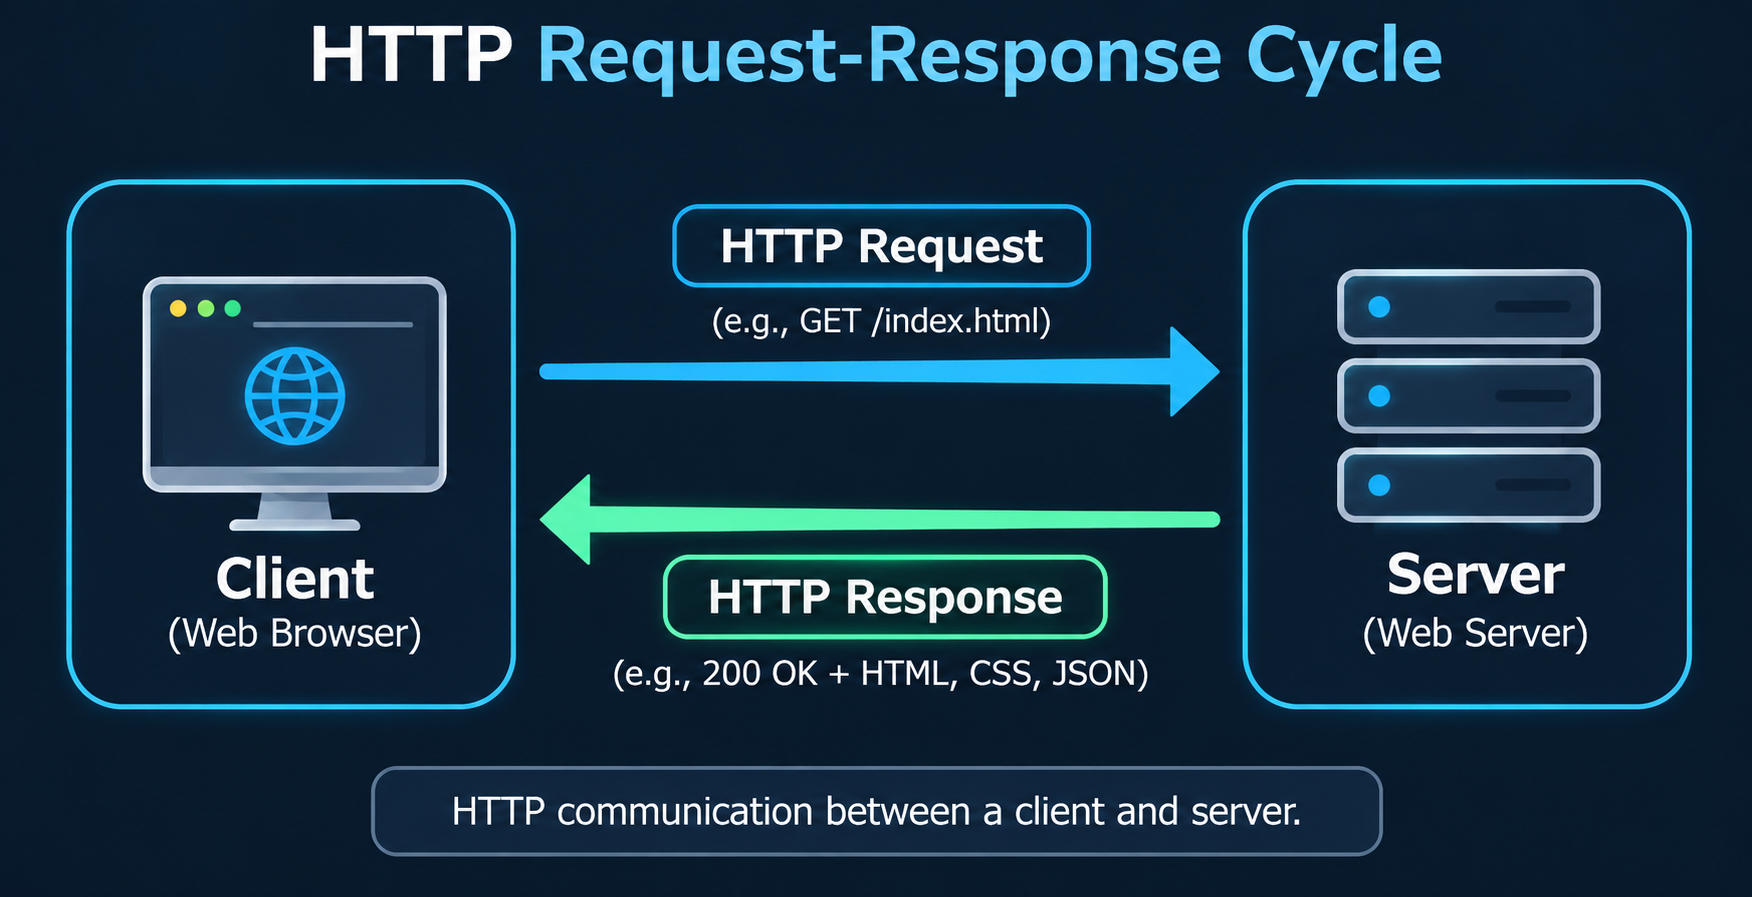 HTTP Request-Response Cycle
HTTP Request
(e.g., GET /index.html)
Client
(Web Browser)
HTTP Response
(e.g., 200 OK + HTML, CSS, JSON)
Server
(Web Server)
HTTP communication between a client and server.